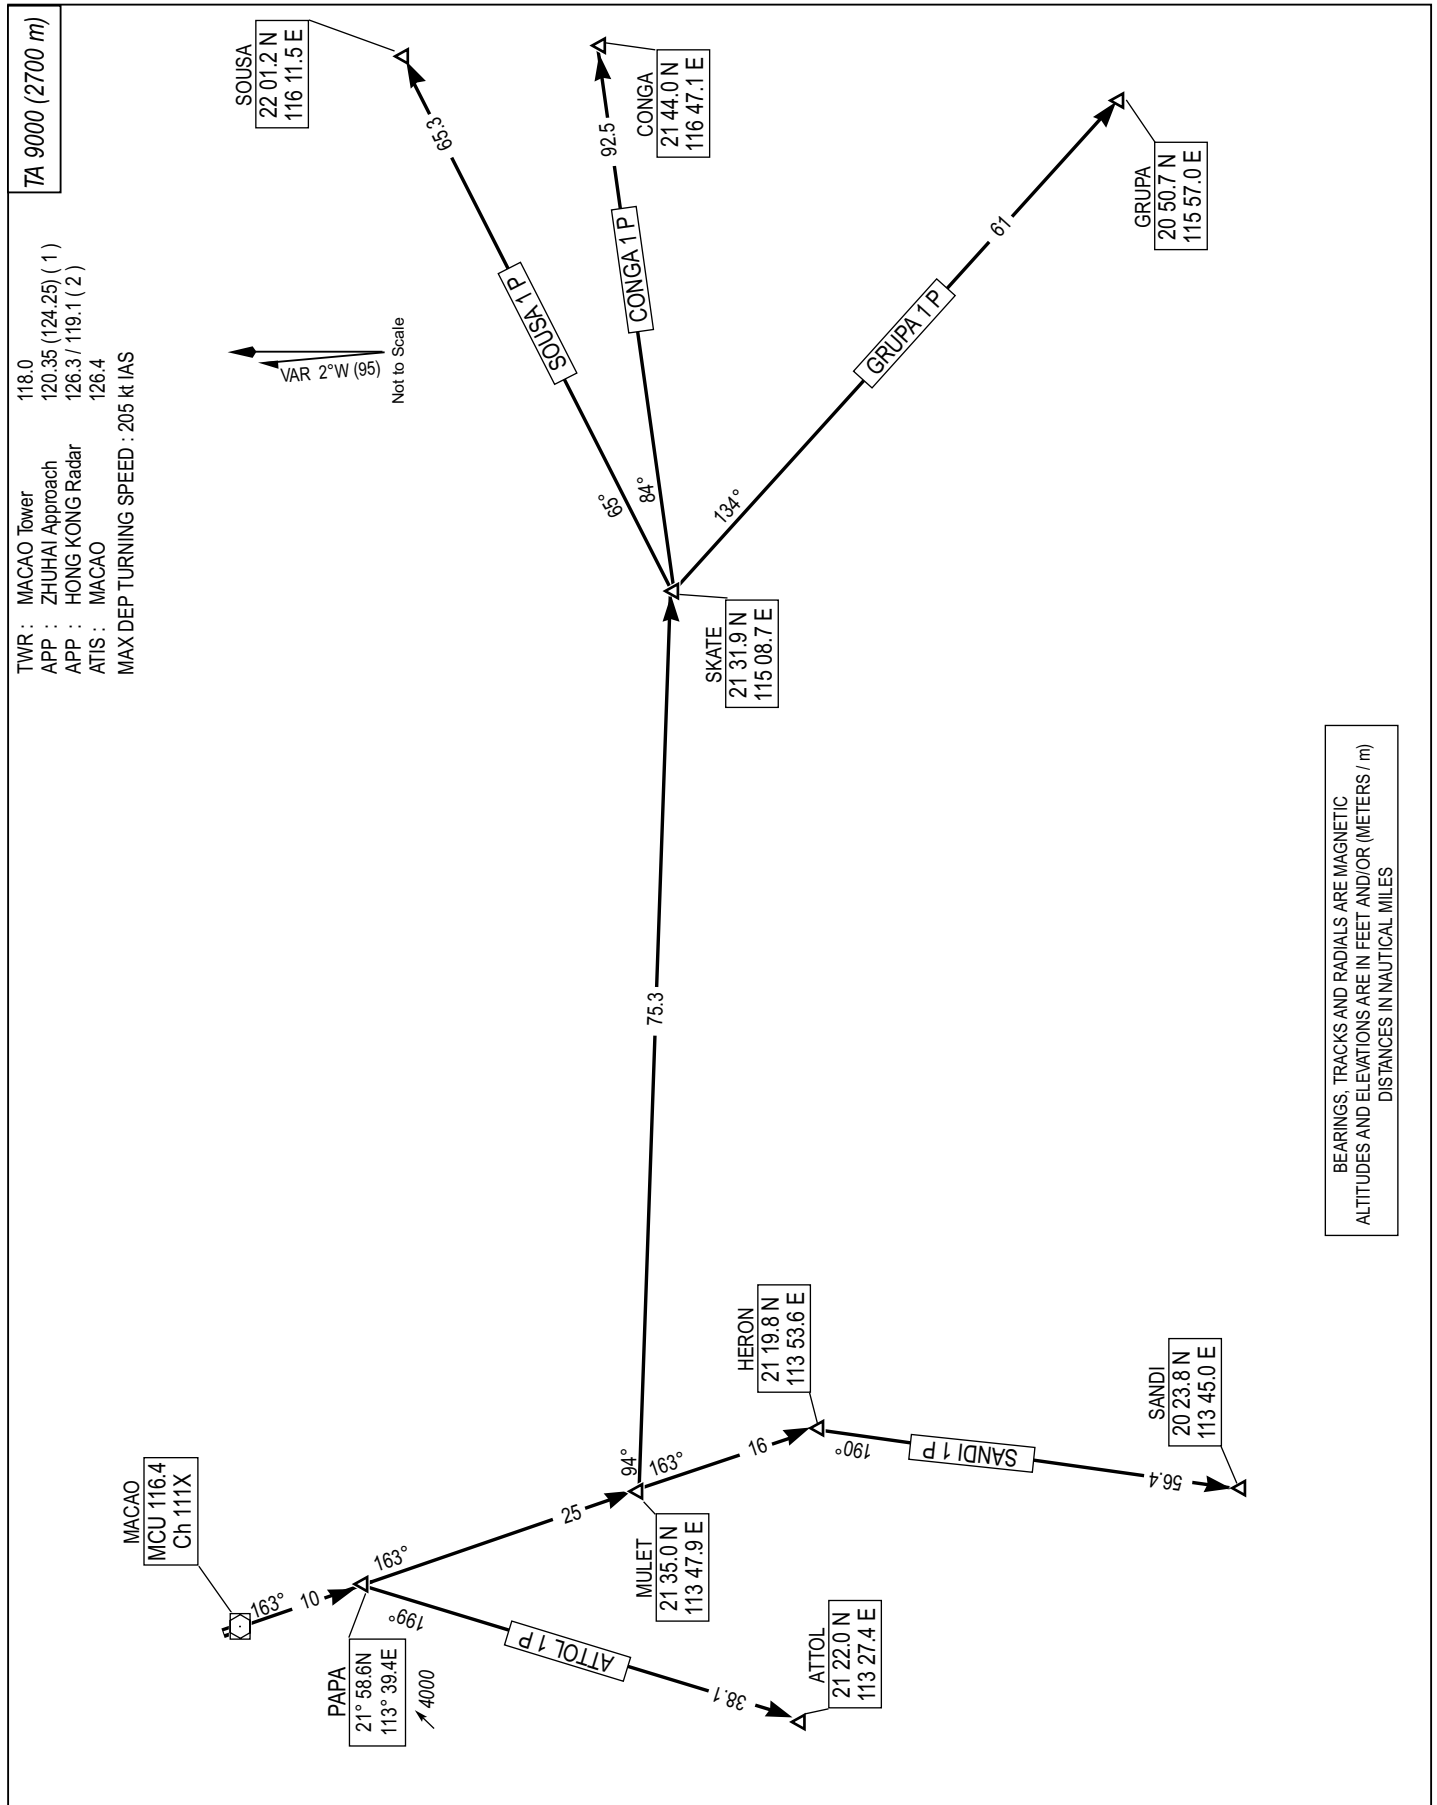 TA 9000 (2700 m)
TWR : MACAO Tower 118.0
APP : ZHUHAI Approach 120.35 (124.25) ( 1 )
APP : HONG KONG Radar 126.3 / 119.1 ( 2 )
ATIS : MACAO 126.4
MAX DEP TURNING SPEED : 205 kt IAS
VAR 2°W (95)
Not to Scale
MACAO
MCU 116.4
Ch 111X
163°
10
PAPA
21° 58.6N
113° 39.4E
4000
163°
25
199°
ATTOL 1 P
38.1
ATTOL
21 22.0 N
113 27.4 E
MULET
21 35.0 N
113 47.9 E
94°
163°
16
HERON
21 19.8 N
113 53.6 E
190°
SANDI 1 P
56.4
SANDI
20 23.8 N
113 45.0 E
75.3
SKATE
21 31.9 N
115 08.7 E
65°
SOUSA 1 P
65.3
SOUSA
22 01.2 N
116 11.5 E
84°
CONGA 1 P
92.5
CONGA
21 44.0 N
116 47.1 E
134°
GRUPA 1 P
61
GRUPA
20 50.7 N
115 57.0 E
BEARINGS, TRACKS AND RADIALS ARE MAGNETIC
ALTITUDES AND ELEVATIONS ARE IN FEET AND/OR (METERS / m)
DISTANCES IN NAUTICAL MILES